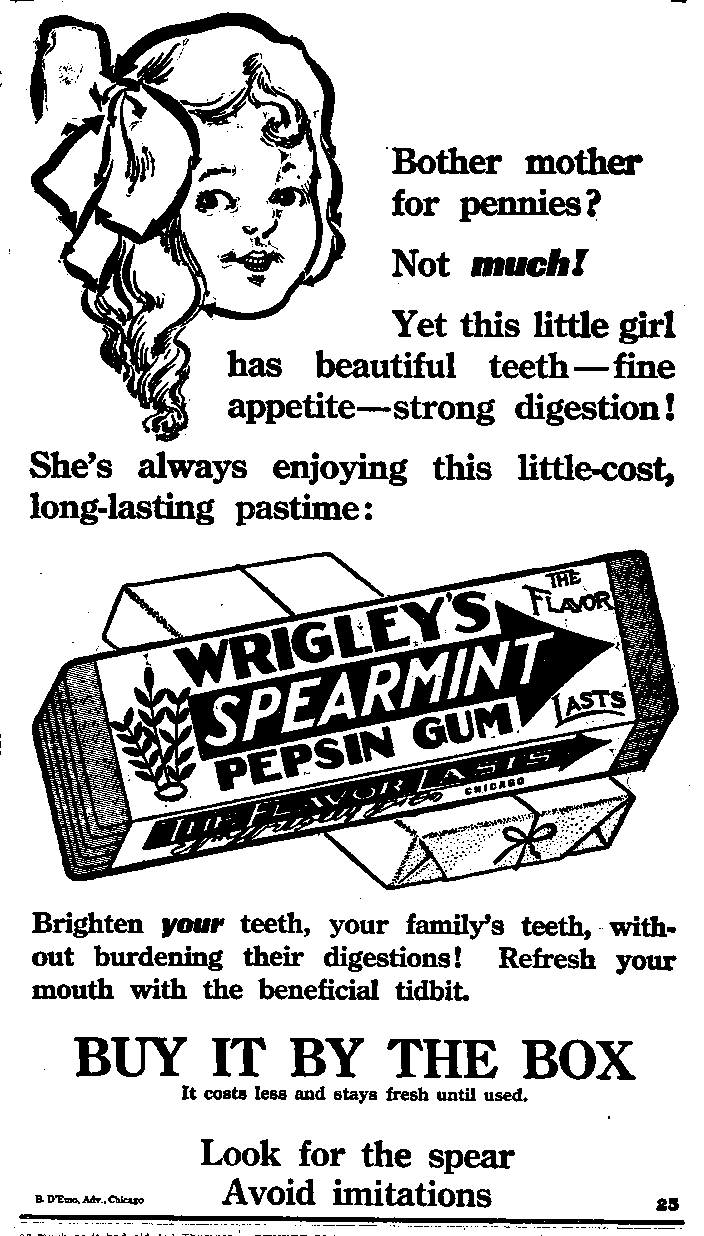 Bother mother
for pennies?
Not much!
Yet this little girl
has beautiful teeth—fine
appetite—strong digestion!
She's always enjoying this little-cost,
long-lasting pastime:
THE
FLAVOR
WRIGLEY'S
SPEARMINT
LASTS
PEPSIN GUM
THE FLAVOR LASTS
CHICAGO
Brighten your teeth, your family's teeth, with-
out burdening their digestions! Refresh your
mouth with the beneficial tidbit.
BUY IT BY THE BOX
It costs less and stays fresh until used.
Look for the spear
Avoid imitations
B. D'Emo, Adv., Chicago
25